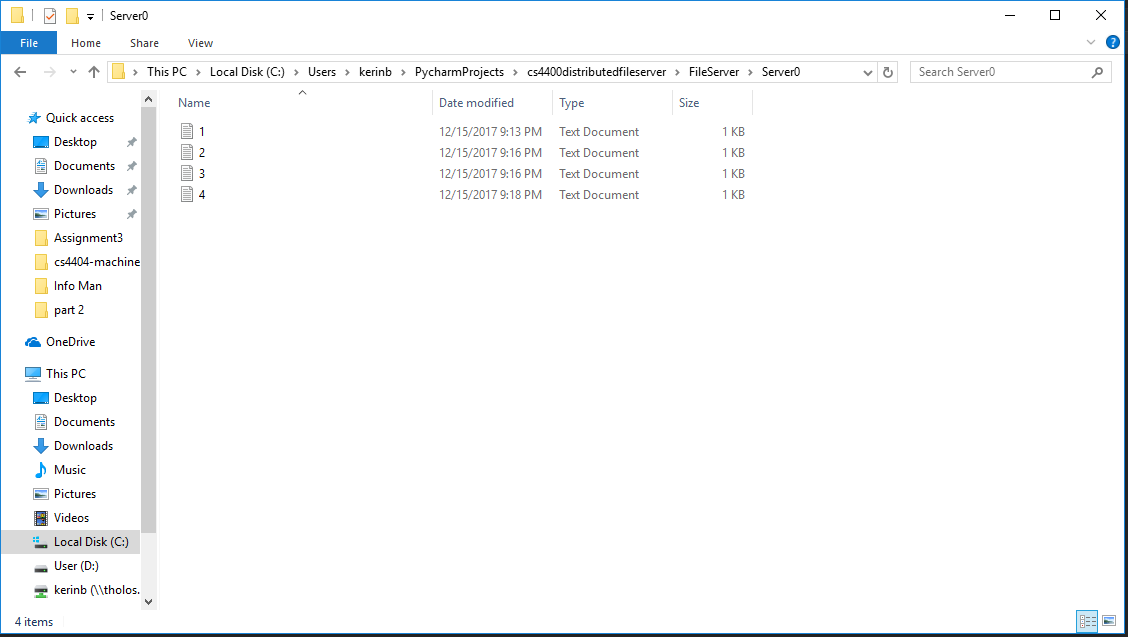 Server0
File Home Share View
This PC Local Disk (C:) Users kerinb PycharmProjects cs4400distributedfileserver FileServer Server0
Search Server0
Name Date modified Type Size
1 12/15/2017 9:13 PM Text Document 1 KB
2 12/15/2017 9:16 PM Text Document 1 KB
3 12/15/2017 9:16 PM Text Document 1 KB
4 12/15/2017 9:18 PM Text Document 1 KB
Quick access
Desktop
Documents
Downloads
Pictures
Assignment3
cs4404-machine
Info Man
part 2
OneDrive
This PC
Desktop
Documents
Downloads
Music
Pictures
Videos
Local Disk (C:)
User (D:)
kerinb (\\tholos.
4 items